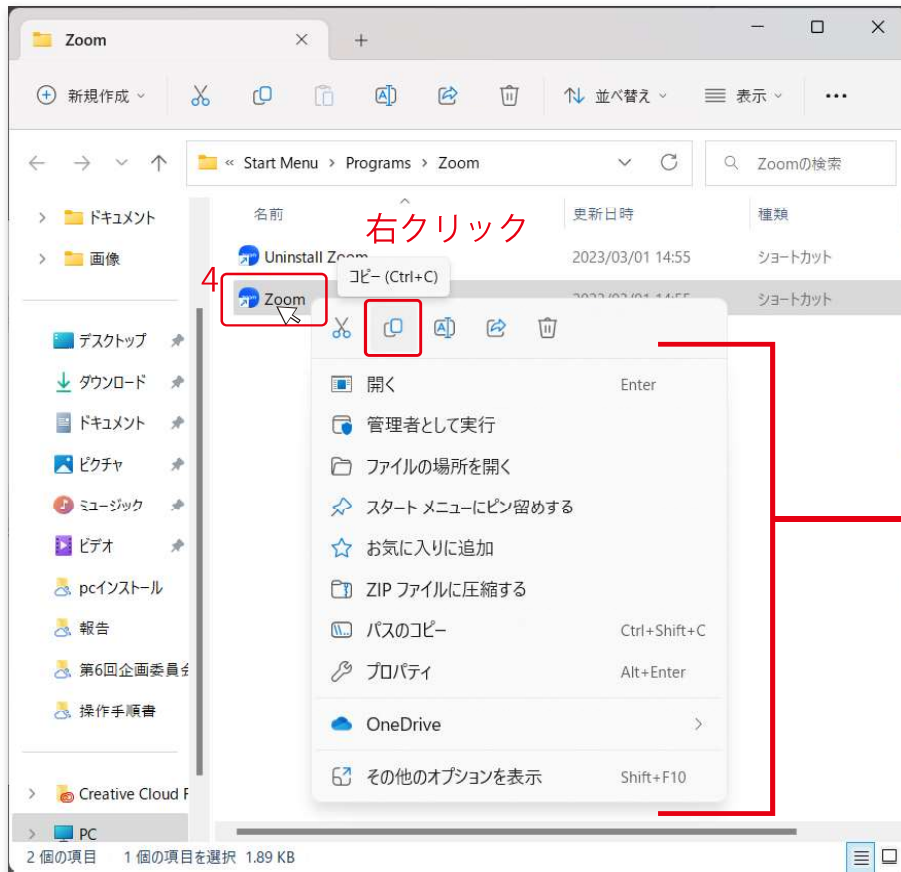 Zoom
新規作成
並べ替え
表示
« Start Menu > Programs > Zoom
Zoomの検索
ドキュメント
画像
デスクトップ
ダウンロード
ドキュメント
ピクチャ
ミュージック
ビデオ
pcインストール
報告
第6回企画委員会
操作手順書
Creative Cloud F
PC
名前 更新日時 種類
右クリック
Uninstall Zoom 2023/03/01 14:55 ショートカット
コピー (Ctrl+C)
4
Zoom 2023/03/01 14:55 ショートカット
開く Enter
管理者として実行
ファイルの場所を開く
スタート メニューにピン留めする
お気に入りに追加
ZIP ファイルに圧縮する
パスのコピー Ctrl+Shift+C
プロパティ Alt+Enter
OneDrive
その他のオプションを表示 Shift+F10
2 個の項目 1 個の項目を選択 1.89 KB